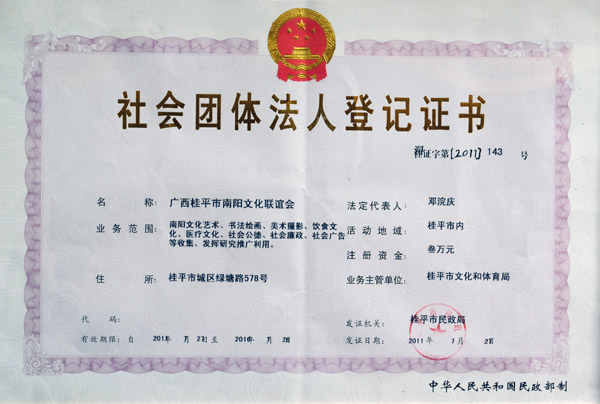 社会团体法人登记证书
证字第[2011]143 号
名 称: 广西桂平市南阳文化联谊会
业务范围: 南阳文化艺术、书法绘画、美术摄影、饮食文
化、医疗文化、社会公德、社会廉政、社会广告
等收集、发挥研究推广利用。
住 所: 桂平市城区绿塘路578号
代 码:
有效期限: 自 2011年 月 日至 2016年 月 日
法定代表人: 邓浣庆
活动地域: 桂平市内
注册资金: 叁万元
业务主管单位: 桂平市文化和体育局
发证机关: 桂平市民政局
发证日期: 2011年 月 日
中华人民共和国民政部制